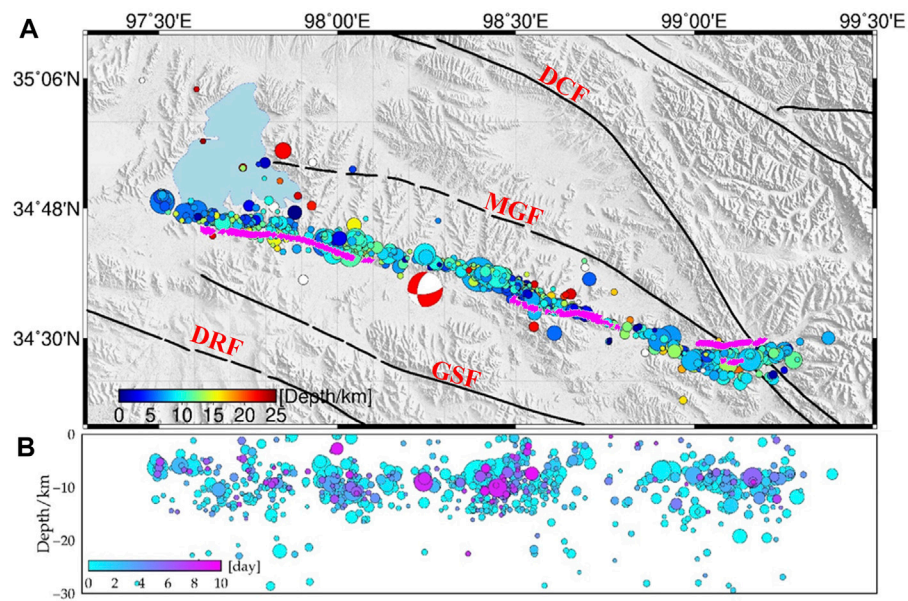 97°30'E 98°00'E 98°30'E 99°00'E 99°30'E
A
35°06'N
DCF
34°48'N
MGF
34°30'N
DRF
GSF
[Depth/km]
0 5 10 15 20 25
B
0
-10
-20
-30
Depth/km
[day]
0 2 4 6 8 10